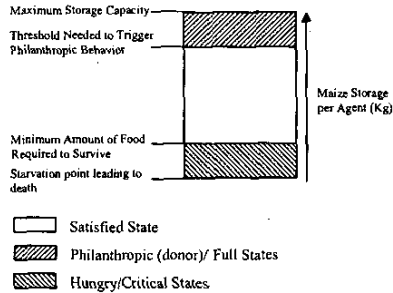 Maximum Storage Capacity
Threshold Needed to Trigger
Philanthropic Behavior
Maize Storage
per Agent (Kg)
Minimum Amount of Food
Required to Survive
Starvation point leading to
death
Satisfied State
Philanthropic (donor)/ Full States
Hungry/Critical States